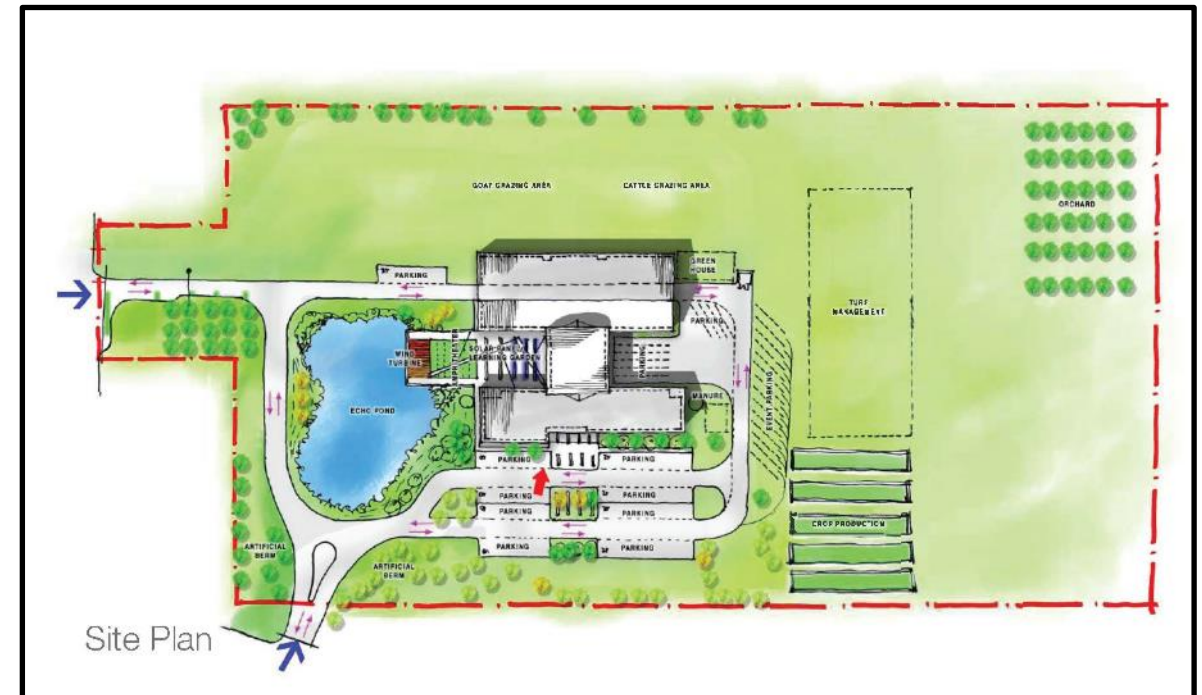 GOAT GRAZING AREA
CATTLE GRAZING AREA
ORCHARD
GREEN
HOUSE
PARKING
TURF
MANAGEMENT
PARKING
WIND
TURBINE
AMPHITHEATER
SOLAR PANEL/
LEARNING GARDEN
PARKING
EVENT PARKING
MANURE
ECHO POND
PARKING
PARKING
PARKING
PARKING
PARKING
PARKING
CROP PRODUCTION
PARKING
PARKING
ARTIFICIAL
BERM
ARTIFICIAL
BERM
Site Plan